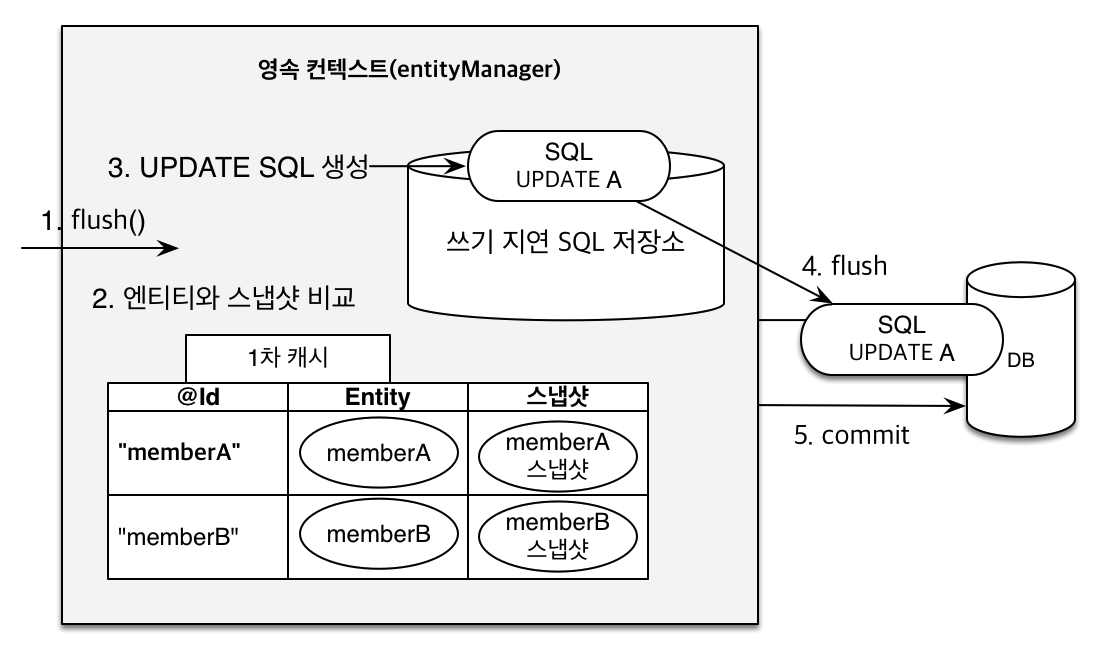 영속 컨텍스트(entityManager)
SQL
UPDATE A
3. UPDATE SQL 생성
1. flush()
쓰기 지연 SQL 저장소
4. flush
2. 엔티티와 스냅샷 비교
SQL
UPDATE A
DB
1차 캐시
@Id Entity 스냅샷
5. commit
"memberA" memberA memberA
스냅샷
"memberB" memberB memberB
스냅샷